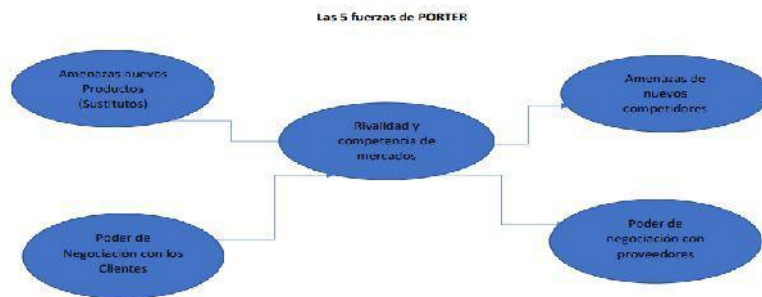 Las 5 fuerzas de PORTER
Amenazas nuevos
Productos
(Sustitutos)
Amenazas de
nuevos
competidores
Rivalidad y
competencia de
mercados
Poder de
Negociación con los
Clientes
Poder de
negociación con
proveedores